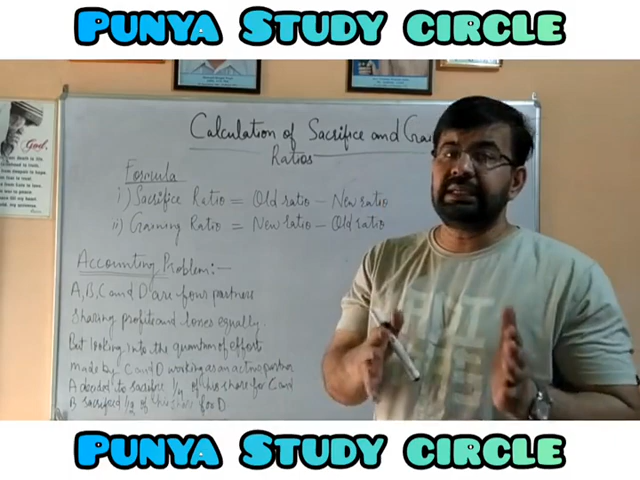 PUNYA STUDY CIRCLE
God...
Calculation of Sacrifice and
Ratios
Formula
i) Sacrifice Ratio = Old ratio - New ratio
ii) Gaining Ratio = New ratio - Old ratio
Accounting Problem:-
A, B, C and D are four partners
sharing profits and losses equally.
But looking into the quantum of effort
made by C and D working as an active partner
A decided to sacrifice 1/4 of his share for C and
B sacrificed 1/2 of his share for D
PUNYA STUDY CIRCLE